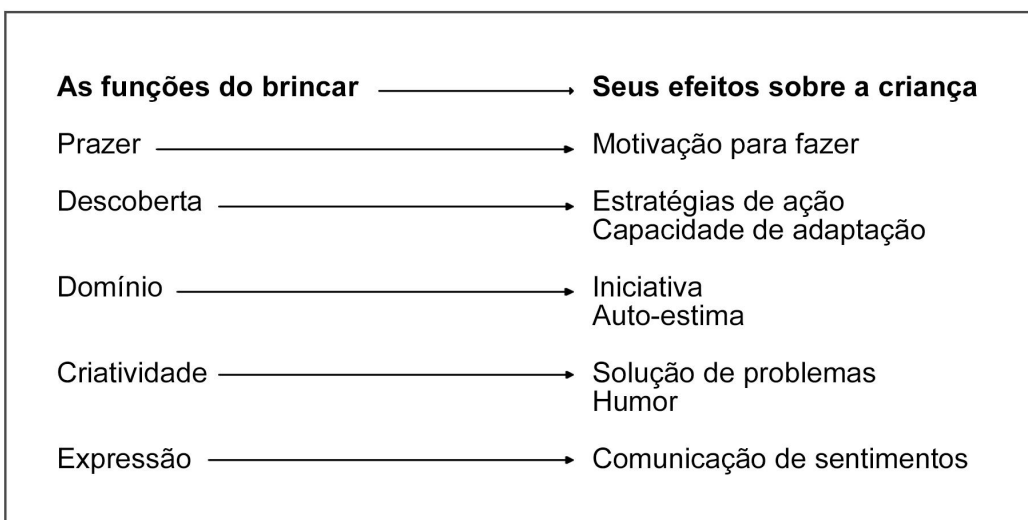 As funções do brincar Seus efeitos sobre a criança
Prazer Motivação para fazer
Descoberta Estratégias de ação
Capacidade de adaptação
Domínio Iniciativa
Auto-estima
Criatividade Solução de problemas
Humor
Expressão Comunicação de sentimentos